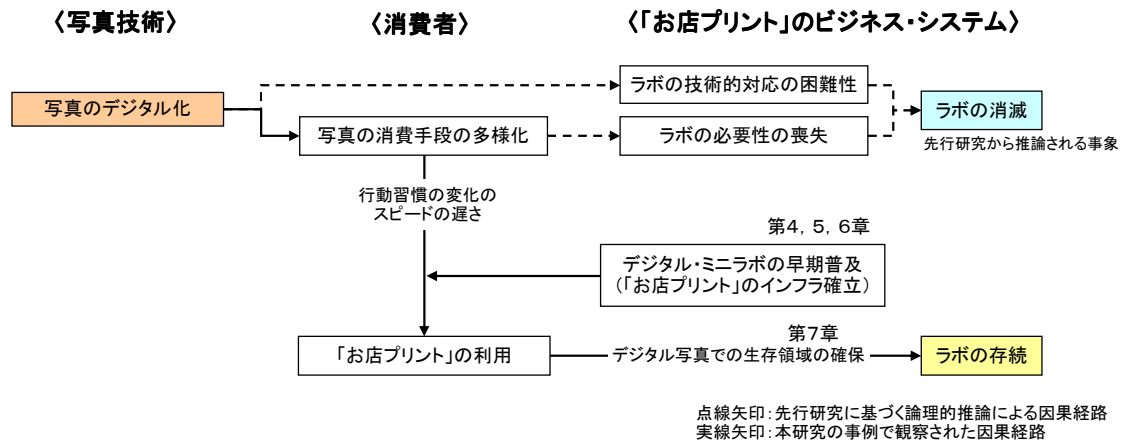 〈写真技術〉
〈消費者〉
〈「お店プリント」のビジネス・システム〉
ラボの技術的対応の困難性
写真のデジタル化
ラボの消滅
写真の消費手段の多様化
ラボの必要性の喪失
先行研究から推論される事象
行動習慣の変化の
スピードの遅さ
第4,5,6章
デジタル・ミニラボの早期普及
(「お店プリント」のインフラ確立)
第7章
「お店プリント」の利用
デジタル写真での生存領域の確保
ラボの存続
点線矢印:先行研究に基づく論理的推論による因果経路
実線矢印:本研究の事例で観察された因果経路